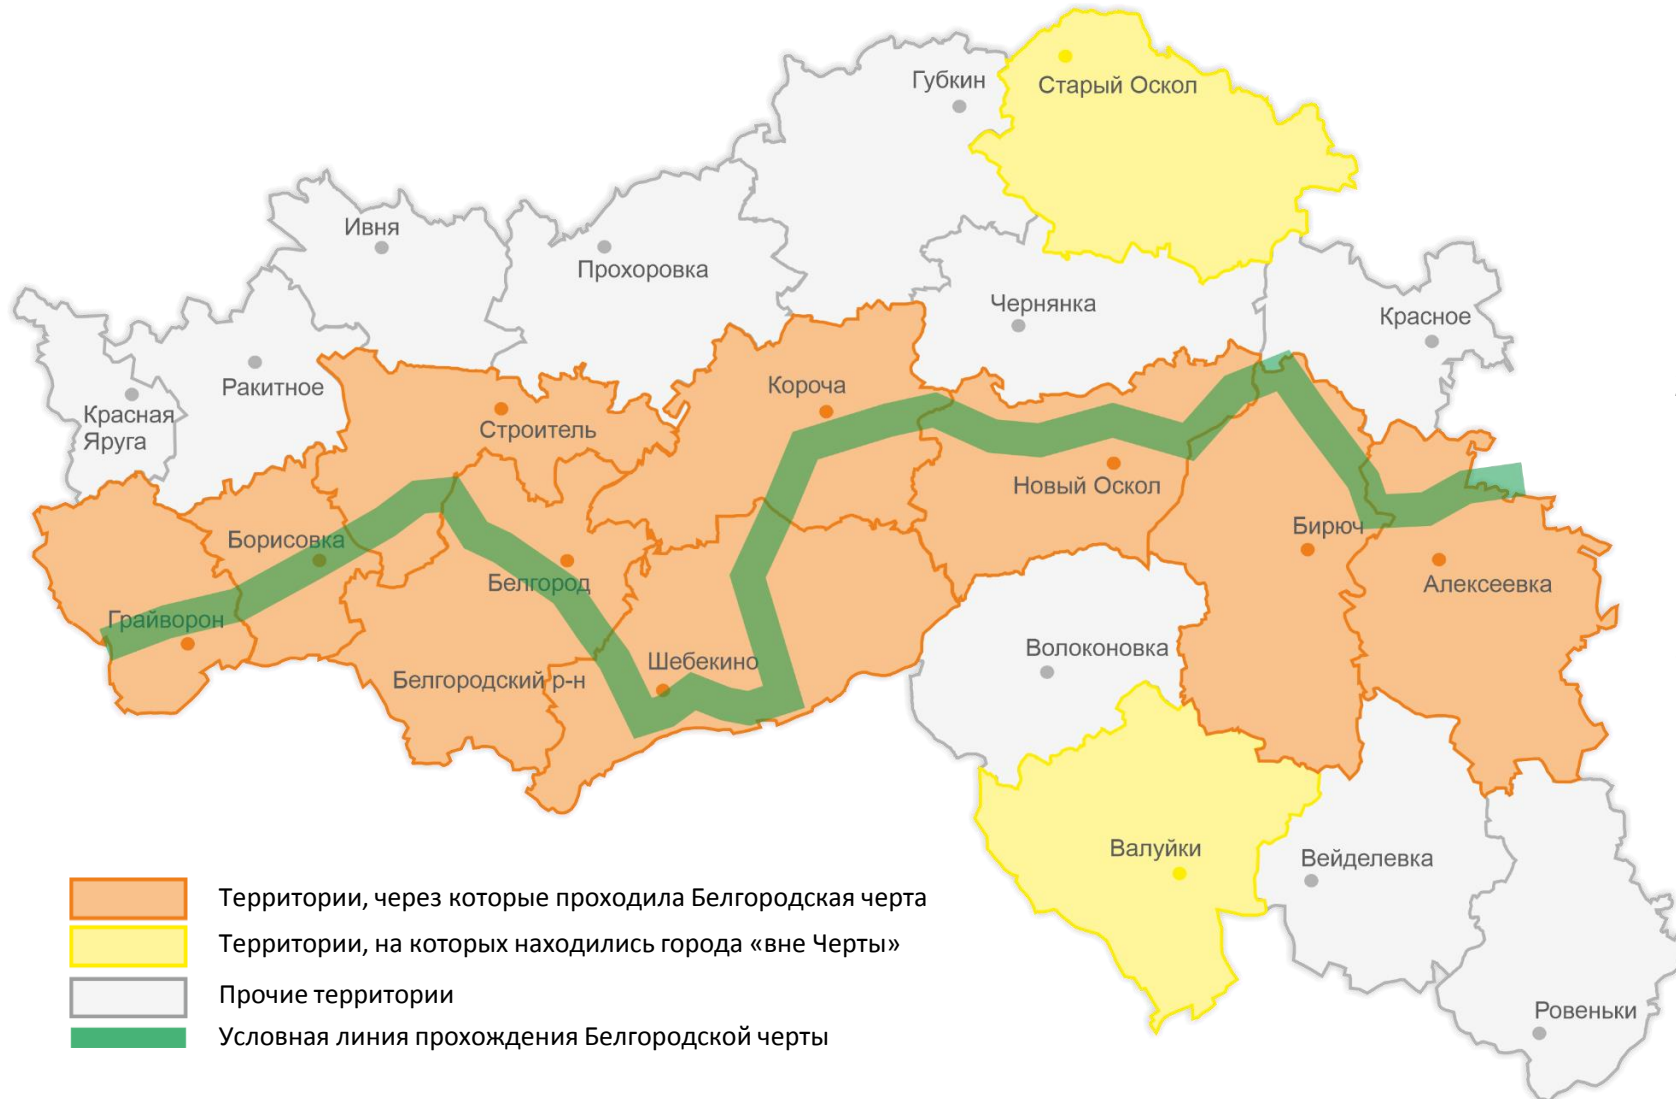 Губкин
Старый Оскол
Ивня
Прохоровка
Чернянка
Красное
Ракитное
Короча
Красная
Яруга
Строитель
Новый Оскол
Борисовка
Бирюч
Белгород
Алексеевка
Грайворон
Волоконовка
Шебекино
Белгородский р-н
Валуйки
Вейделевка
Ровеньки
Территории, через которые проходила Белгородская черта
Территории, на которых находились города «вне Черты»
Прочие территории
Условная линия прохождения Белгородской черты